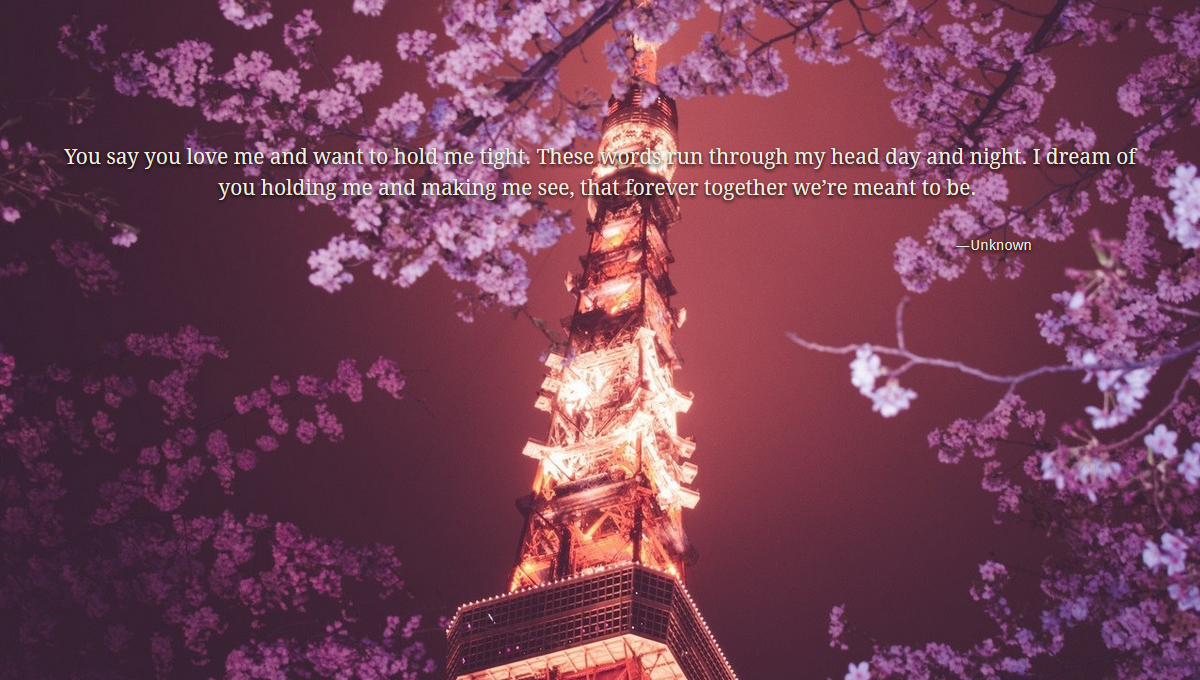 You say you love me and want to hold me tight. These words run through my head day and night. I dream of
you holding me and making me see, that forever together we’re meant to be.
—Unknown